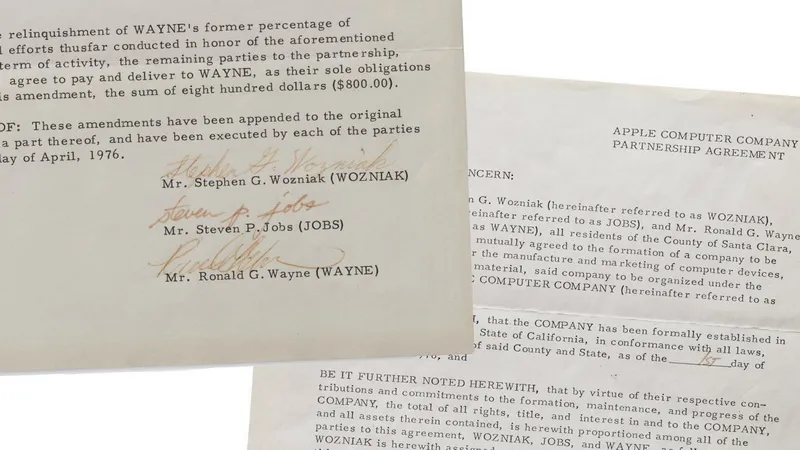 e relinquishment of WAYNE's former percentage of
l efforts thusfar conducted in honor of the aforementioned
term of activity, the remaining parties to the partnership,
agree to pay and deliver to WAYNE, as their sole obligations
is amendment, the sum of eight hundred dollars ($800.00).
OF: These amendments have been appended to the original
a part thereof, and have been executed by each of the parties
day of April, 1976.
Stephen G. Wozniak
Mr. Stephen G. Wozniak (WOZNIAK)
steven p. jobs
Mr. Steven P. Jobs (JOBS)
Mr. Ronald G. Wayne (WAYNE)
APPLE COMPUTER COMPANY
PARTNERSHIP AGREEMENT
NCERN:
n G. Wozniak (hereinafter referred to as WOZNIAK),
einafter referred to as JOBS), and Mr. Ronald G. Wayne
as WAYNE), all residents of the County of Santa Clara,
mutually agreed to the formation of a company to be
r the manufacture and marketing of computer devices,
material, said company to be organized under the
C COMPUTER COMPANY (hereinafter referred to as
H, that the COMPANY has been formally established in
State of California, in conformance with all laws,
of said County and State, as of the day of
and
BE IT FURTHER NOTED HEREWITH, that by virtue of their respective con-
tributions and commitments to the formation, maintenance, and progress of the
COMPANY, the total of all rights, title, and interest in and to the COMPANY,
and all assets therein contained, is herewith proportioned among all of the
parties to this agreement, WOZNIAK, JOBS, and WAYNE,
WOZNIAK is herewith